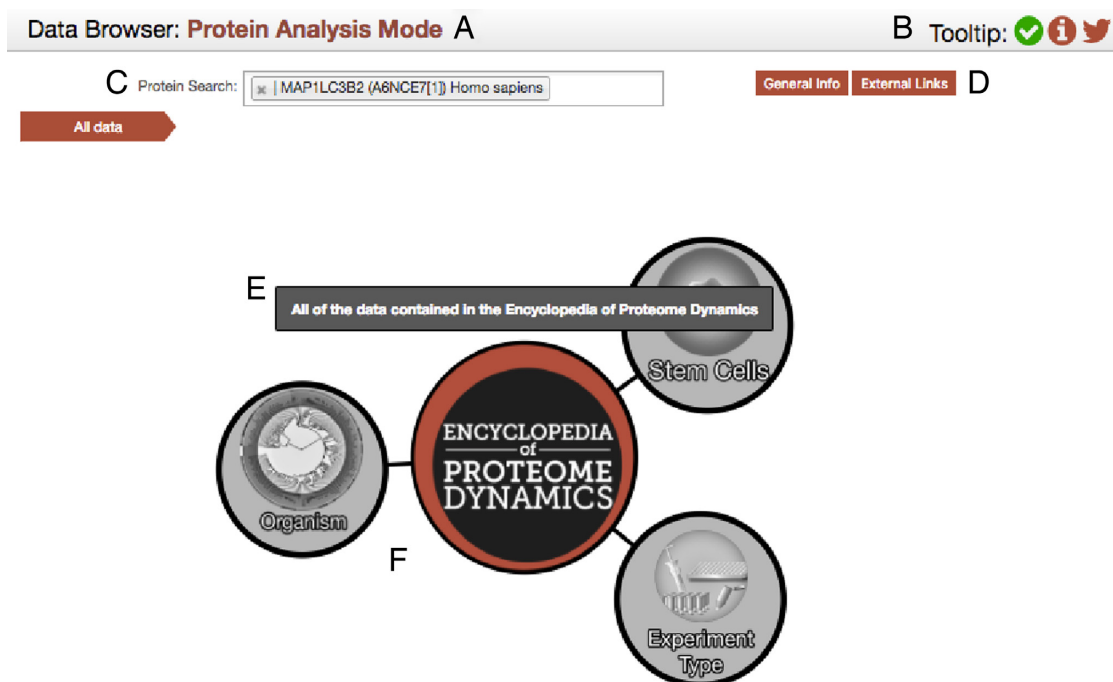 Data Browser: Protein Analysis Mode A
B Tooltip:
C Protein Search: MAP1LC3B2 (A6NCE7[1]) Homo sapiens
General Info External Links D
All data
E
All of the data contained in the Encyclopedia of Proteome Dynamics
Stem Cells
ENCYCLOPEDIA
of
PROTEOME
DYNAMICS
Organism
F
Experiment
Type